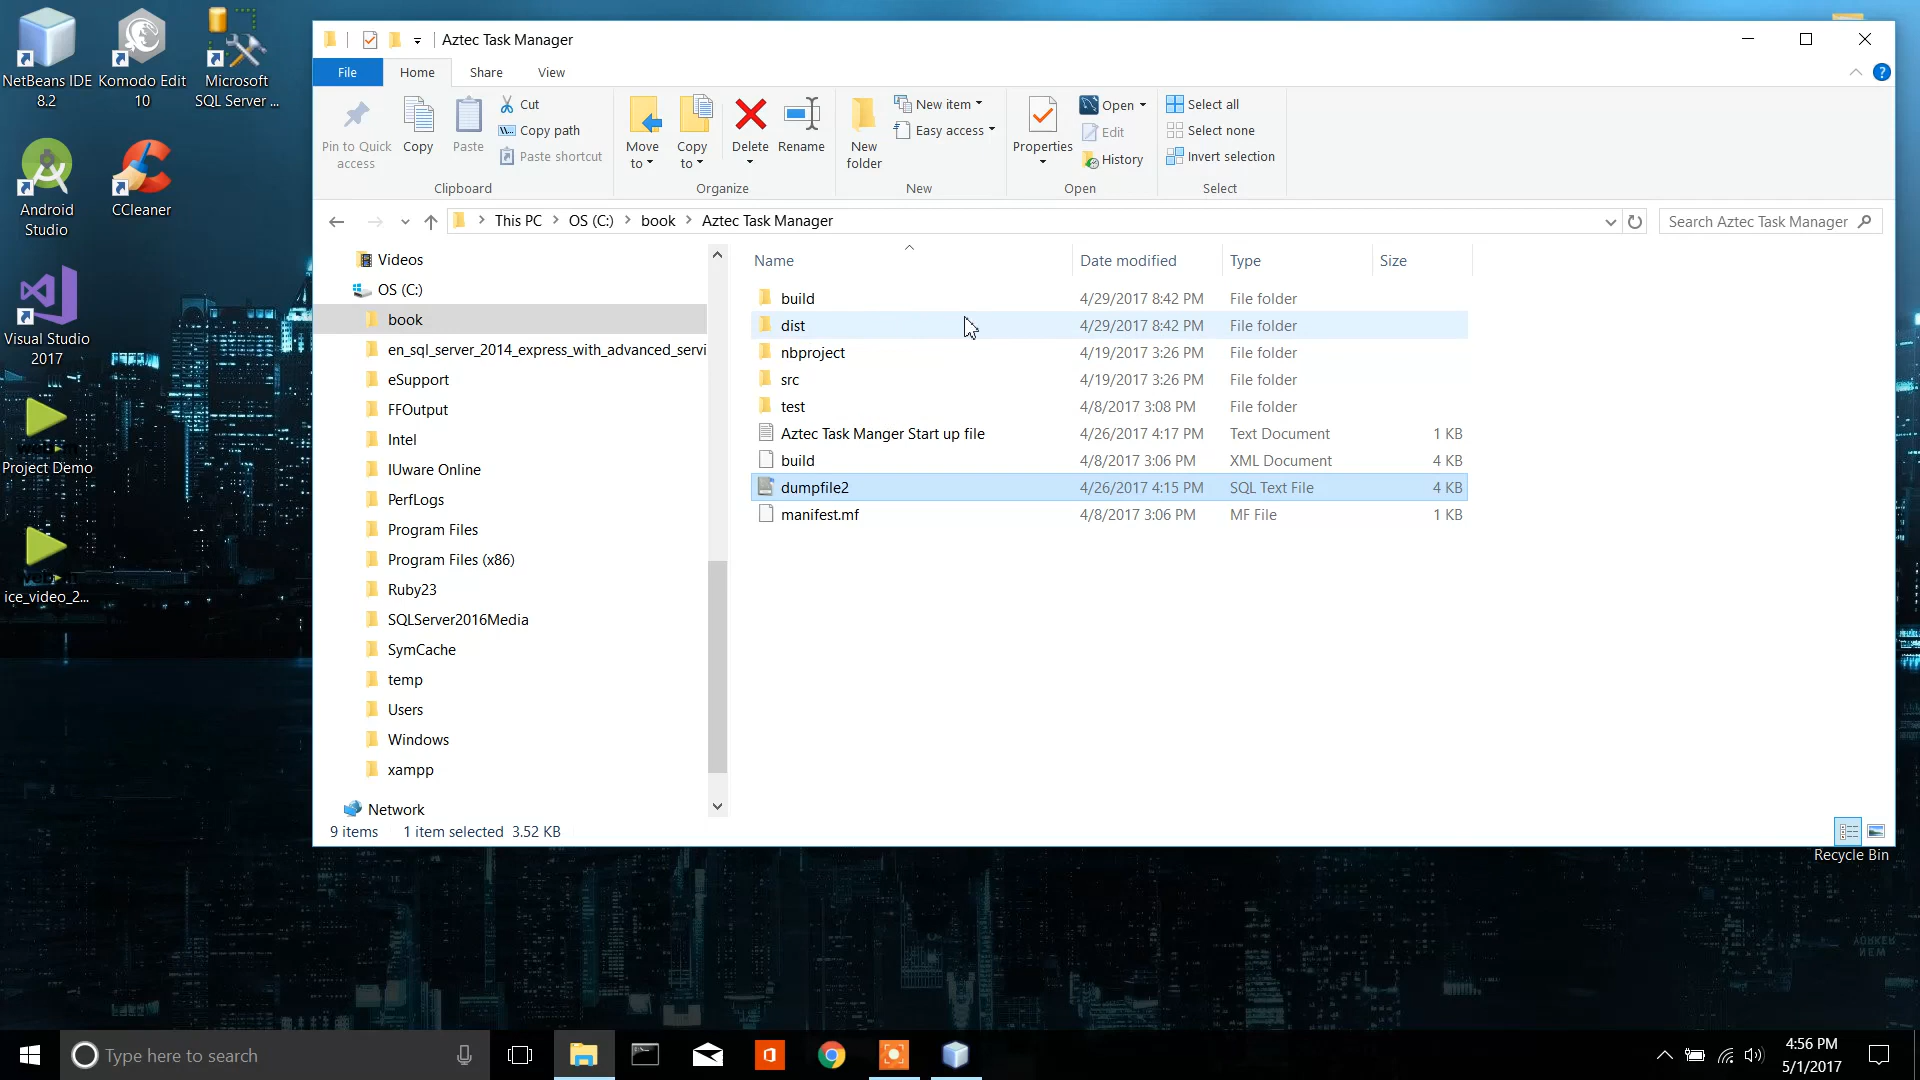 NetBeans IDE
8.2
Komodo Edit
10
Microsoft
SQL Server ...
Android
Studio
CCleaner
Visual Studio
2017
Project Demo
ice_video_2...
Aztec Task Manager
File
Home
Share
View
Pin to Quick
access
Copy
Paste
Cut
Copy path
Paste shortcut
Clipboard
Move
to
Copy
to
Delete
Rename
Organize
New
folder
New item
Easy access
New
Properties
Open
Edit
History
Open
Select all
Select none
Invert selection
Select
This PC
OS (C:)
book
Aztec Task Manager
Search Aztec Task Manager
Videos
OS (C:)
book
en_sql_server_2014_express_with_advanced_servi
eSupport
FFOutput
Intel
IUware Online
PerfLogs
Program Files
Program Files (x86)
Ruby23
SQLServer2016Media
SymCache
temp
Users
Windows
xampp
Network
Name Date modified Type Size
build 4/29/2017 8:42 PM File folder
dist 4/29/2017 8:42 PM File folder
nbproject 4/19/2017 3:26 PM File folder
src 4/19/2017 3:26 PM File folder
test 4/8/2017 3:08 PM File folder
Aztec Task Manger Start up file 4/26/2017 4:17 PM Text Document 1 KB
build 4/8/2017 3:06 PM XML Document 4 KB
dumpfile2 4/26/2017 4:15 PM SQL Text File 4 KB
manifest.mf 4/8/2017 3:06 PM MF File 1 KB
9 items 1 item selected 3.52 KB
Recycle Bin
Type here to search
4:56 PM
5/1/2017